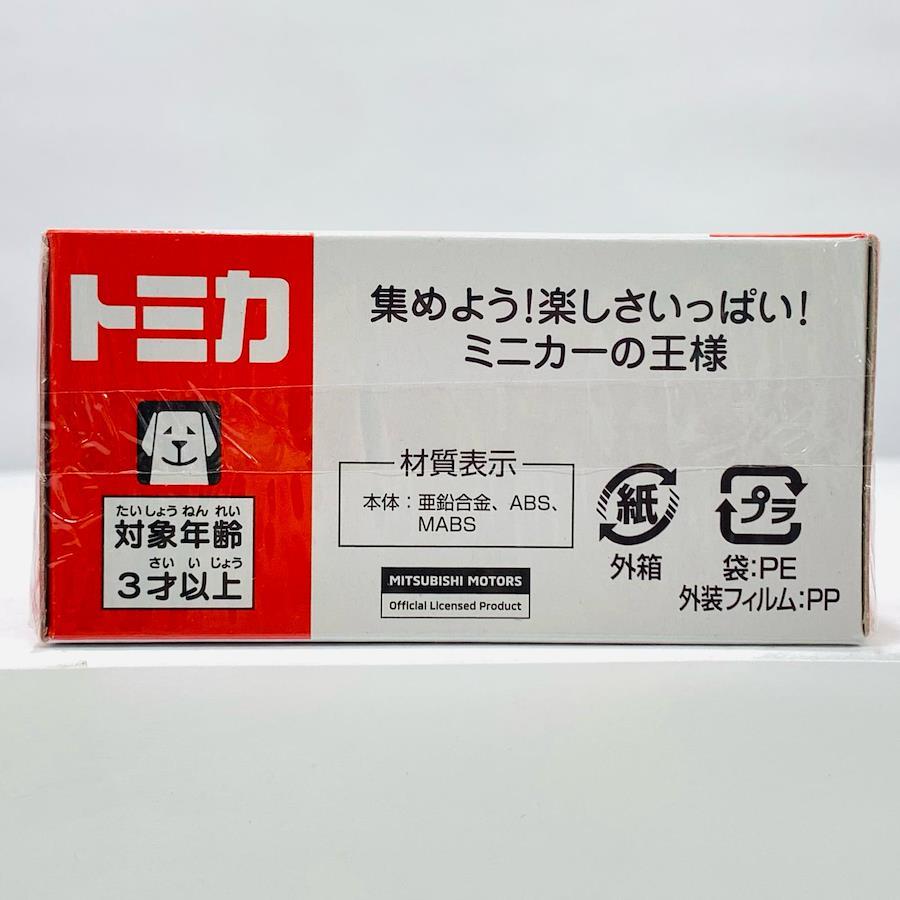 トミカ
たいしょうねんれい
対象年齢
さいいじょう
3才以上
集めよう!楽しさいっぱい!
ミニカーの王様
材質表示
本体:亜鉛合金、ABS、
MABS
MITSUBISHI MOTORS
Official Licensed Product
紙
外箱
プラ
袋:PE
外装フィルム:PP